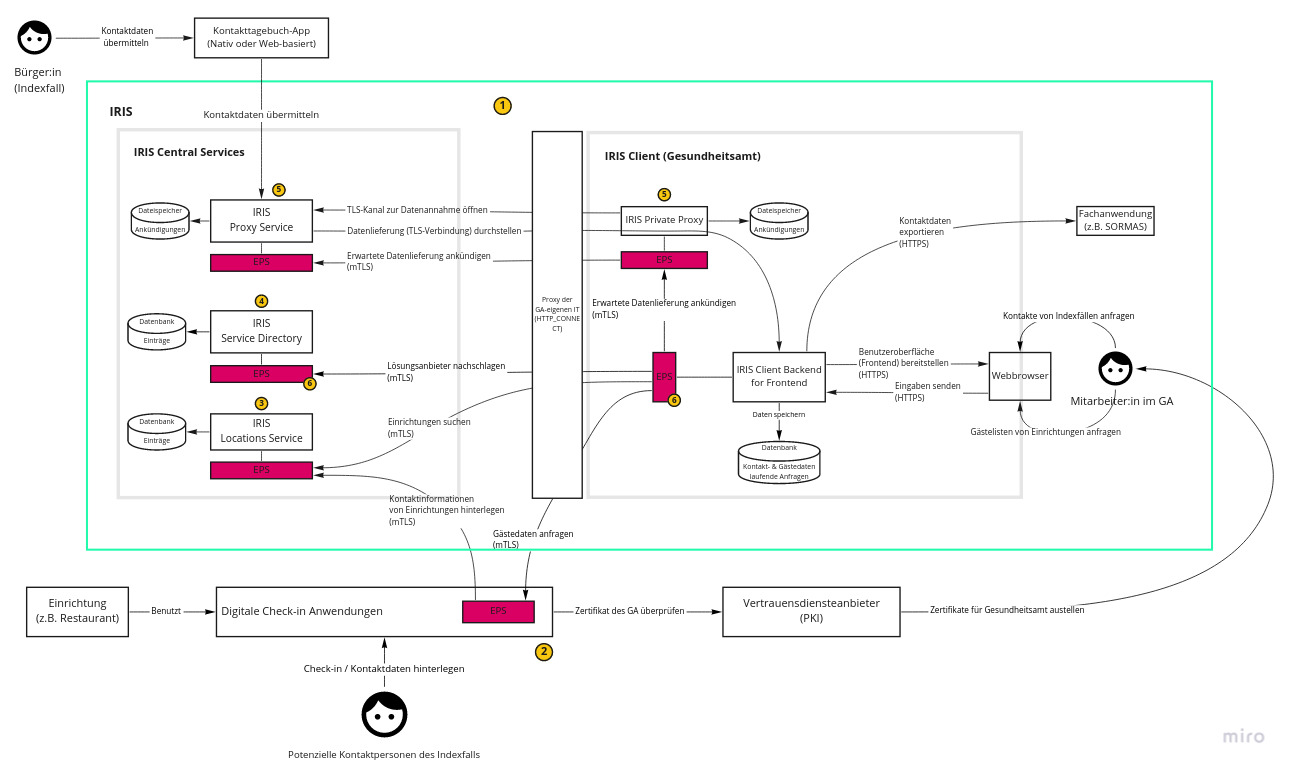 Kontaktdaten
übermitteln
Kontakttagebuch-App
(Nativ oder Web-basiert)
Bürger:in
(Indexfall)
IRIS
1
Kontaktdaten übermitteln
IRIS Central Services
IRIS Client (Gesundheitsamt)
5
5
Dateispeicher
Ankündigungen
IRIS
Proxy Service
EPS
TLS-Kanal zur Datenannahme öffnen
Datenlieferung (TLS-Verbindung) durchstellen
Erwartete Datenlieferung ankündigen
(mTLS)
IRIS Private Proxy
EPS
Dateispeicher
Ankündigungen
Kontaktdaten
exportieren
(HTTPS)
Fachanwendung
(z.B. SORMAS)
4
Datenbank
Einträge
IRIS
Service Directory
EPS
6
Proxy der
GA-eigenen IT
(HTTP_CONNE
CT)
Erwartete Datenlieferung ankündigen
(mTLS)
Kontakte von Indexfällen anfragen
Lösungsanbieter nachschlagen
(mTLS)
EPS
6
IRIS Client Backend
for Frontend
Benutzeroberfläche
(Frontend) bereitstellen
(HTTPS)
Eingaben senden
(HTTPS)
Webbrowser
Mitarbeiter:in im GA
3
Datenbank
Einträge
IRIS
Locations Service
EPS
Einrichtungen suchen
(mTLS)
Daten speichern
Datenbank
Kontakt- & Gästedaten
laufende Anfragen
Gästelisten von Einrichtungen anfragen
Kontaktinformationen
von Einrichtungen hinterlegen
(mTLS)
Gästedaten anfragen
(mTLS)
Einrichtung
(z.B. Restaurant)
Benutzt
Digitale Check-in Anwendungen
EPS
Zertifikat des GA überprüfen
Vertrauensdiensteanbieter
(PKI)
Zertifikate für Gesundheitsamt austellen
2
Check-in / Kontaktdaten hinterlegen
Potenzielle Kontaktpersonen des Indexfalls
miro